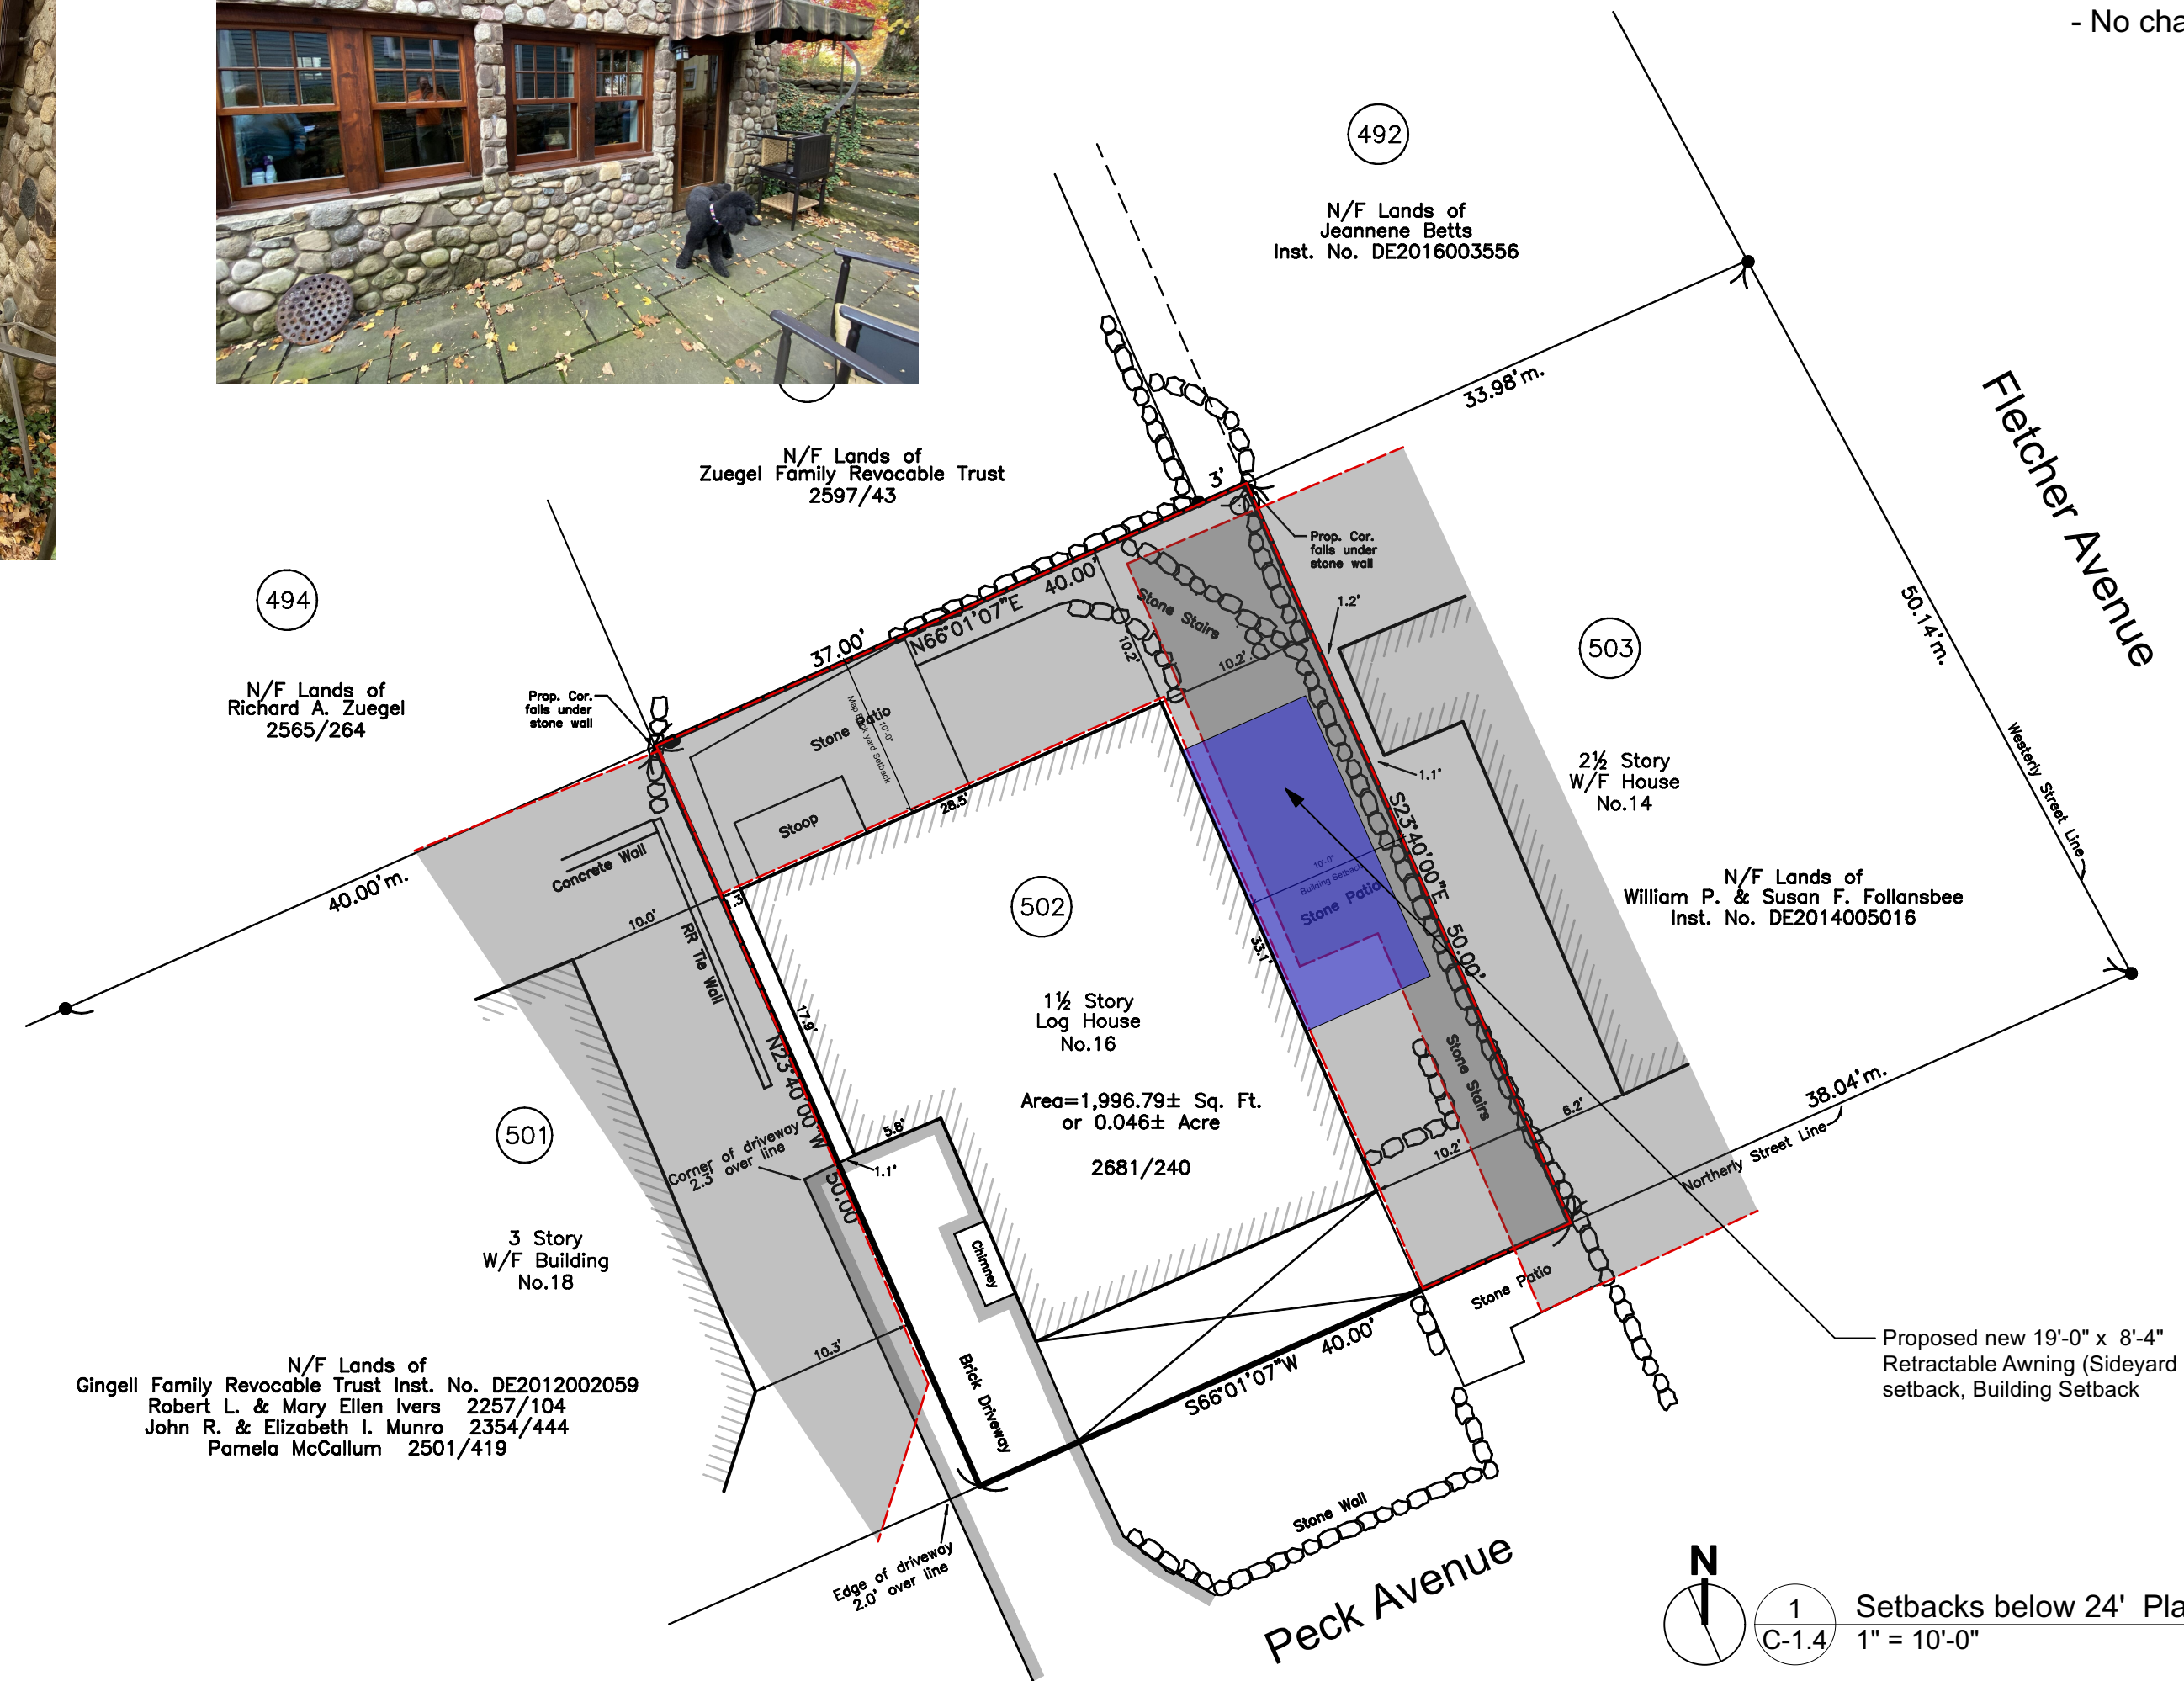 - No cha
492
N/F Lands of
Jeannene Betts
Inst. No. DE2016003556
33.98'm.
Fletcher Avenue
N/F Lands of
Zuegel Family Revocable Trust
2597/43
3'
Prop. Cor.
falls under
stone wall
494
N/F Lands of
Richard A. Zuegel
2565/264
Prop. Cor.
falls under
stone wall
37.00'
N66°01'07"E 40.00'
Stone Stairs
10.2'
10.2'
1.2'
503
50.14'm.
Westerly Street Line
Stone Patio
Map Back yard Setback
10'-0"
Stoop
28.5'
1.1'
2½ Story
W/F House
No.14
S23°40'00"E 50.00'
Concrete Wall
40.00'm.
10.0'
.3'
RR Tie Wall
502
10'-0"
Building Setback
Stone Patio
33.1'
N/F Lands of
William P. & Susan F. Follansbee
Inst. No. DE2014005016
17.9'
1½ Story
Log House
No.16
N23°40'00"W 50.00
Area=1,996.79± Sq. Ft.
or 0.046± Acre
2681/240
Stone Stairs
6.2'
10.2'
38.04'm.
Northerly Street Line
501
Corner of driveway
2.3' over line
5.8'
1.1'
3 Story
W/F Building
No.18
Chimney
Stone Patio
10.3'
Brick Driveway
S66°01'07"W 40.00'
N/F Lands of
Gingell Family Revocable Trust Inst. No. DE2012002059
Robert L. & Mary Ellen Ivers 2257/104
John R. & Elizabeth I. Munro 2354/444
Pamela McCallum 2501/419
Proposed new 19'-0" x 8'-4"
Retractable Awning (Sideyard
setback, Building Setback
Stone Wall
Edge of driveway
2.0' over line
Peck Avenue
N
1
C-1.4
Setbacks below 24' Pla
1" = 10'-0"